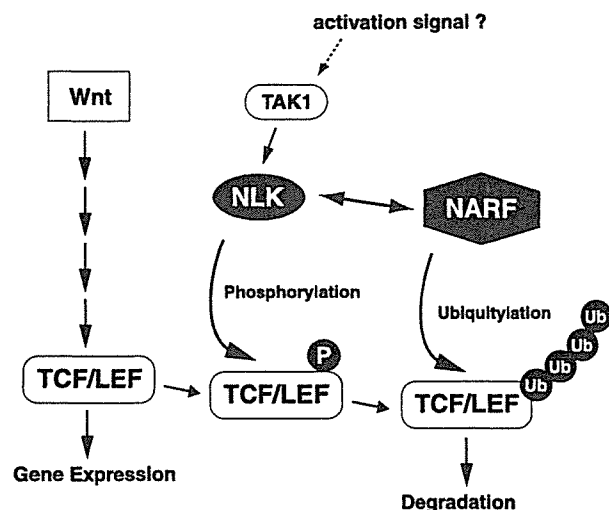 activation signal ?
Wnt
TAK1
NLK
NARF
Phosphorylation
Ubiquitylation
P
Ub
Ub
Ub
Ub
TCF/LEF
TCF/LEF
TCF/LEF
Gene Expression
Degradation